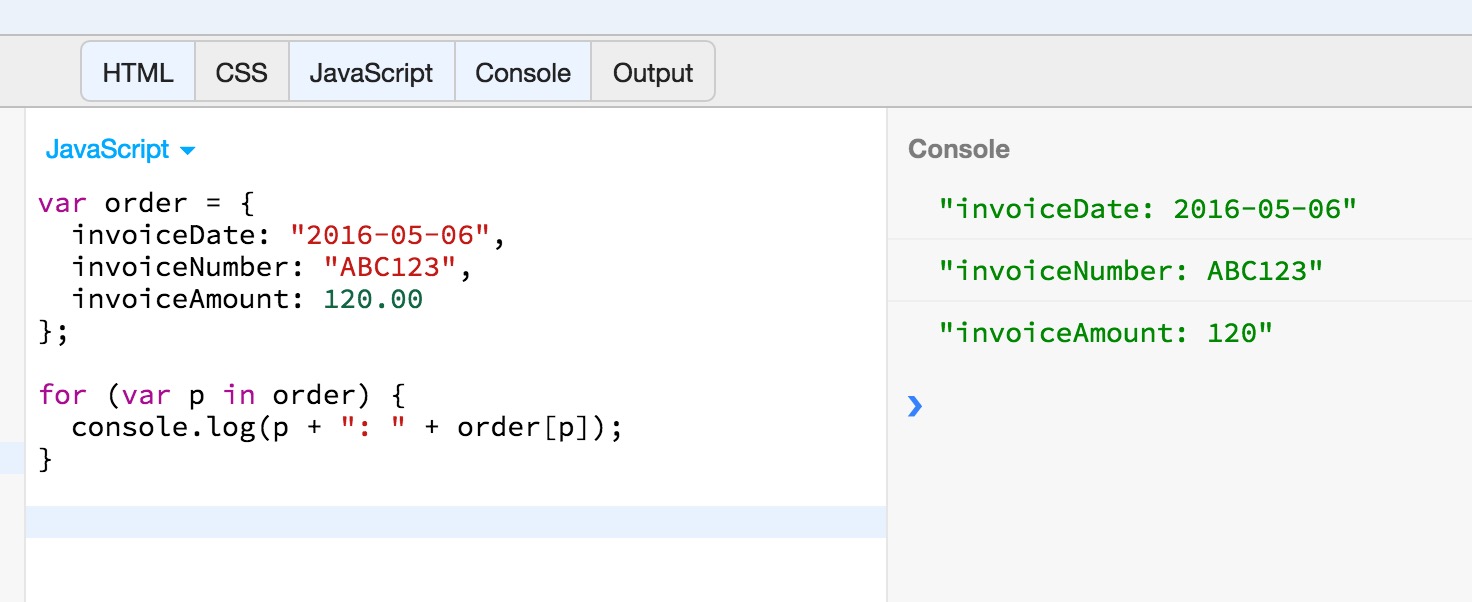 HTML CSS JavaScript Console Output
JavaScript
var order = {
  invoiceDate: "2016-05-06",
  invoiceNumber: "ABC123",
  invoiceAmount: 120.00
};
for (var p in order) {
  console.log(p + ": " + order[p]);
}
Console
"invoiceDate: 2016-05-06"
"invoiceNumber: ABC123"
"invoiceAmount: 120"